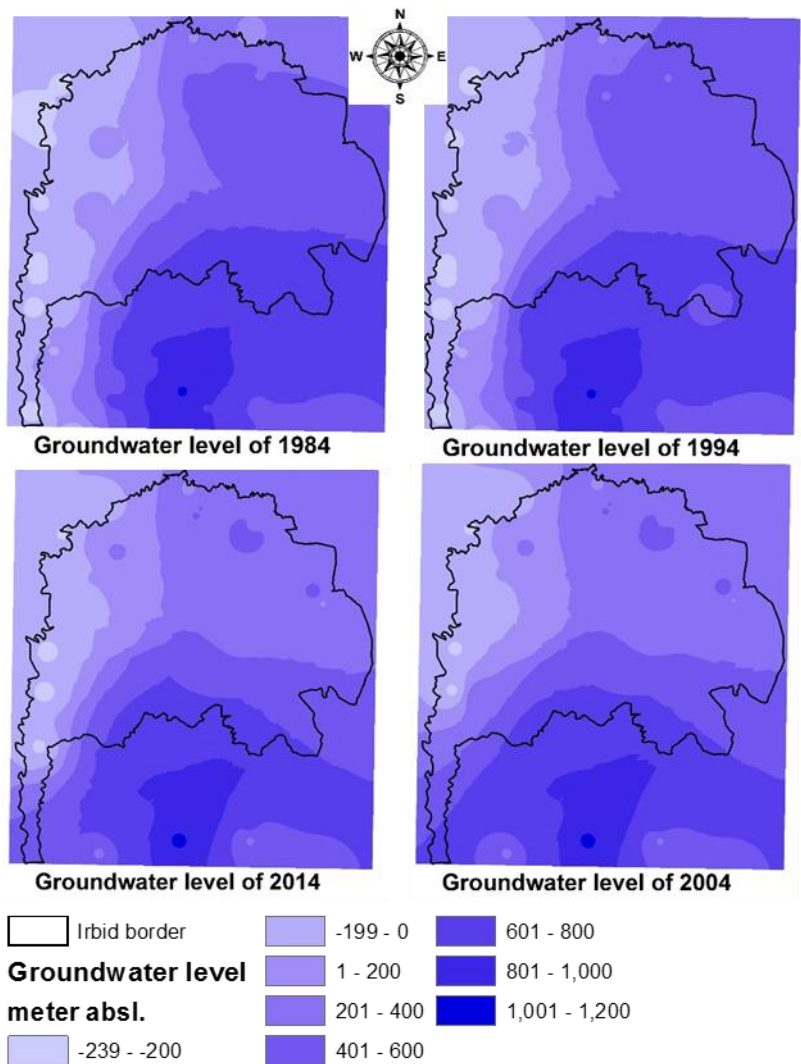 N
W E
S
Groundwater level of 1984
Groundwater level of 1994
Groundwater level of 2014
Groundwater level of 2004
Irbid border
Groundwater level
meter absl.
-239 - -200
-199 - 0
1 - 200
201 - 400
401 - 600
601 - 800
801 - 1,000
1,001 - 1,200